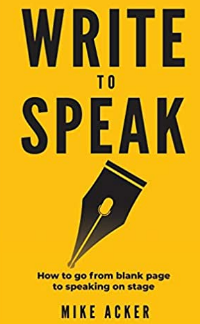 WRITE
TO
SPEAK
How to go from blank page
to speaking on stage
MIKE ACKER